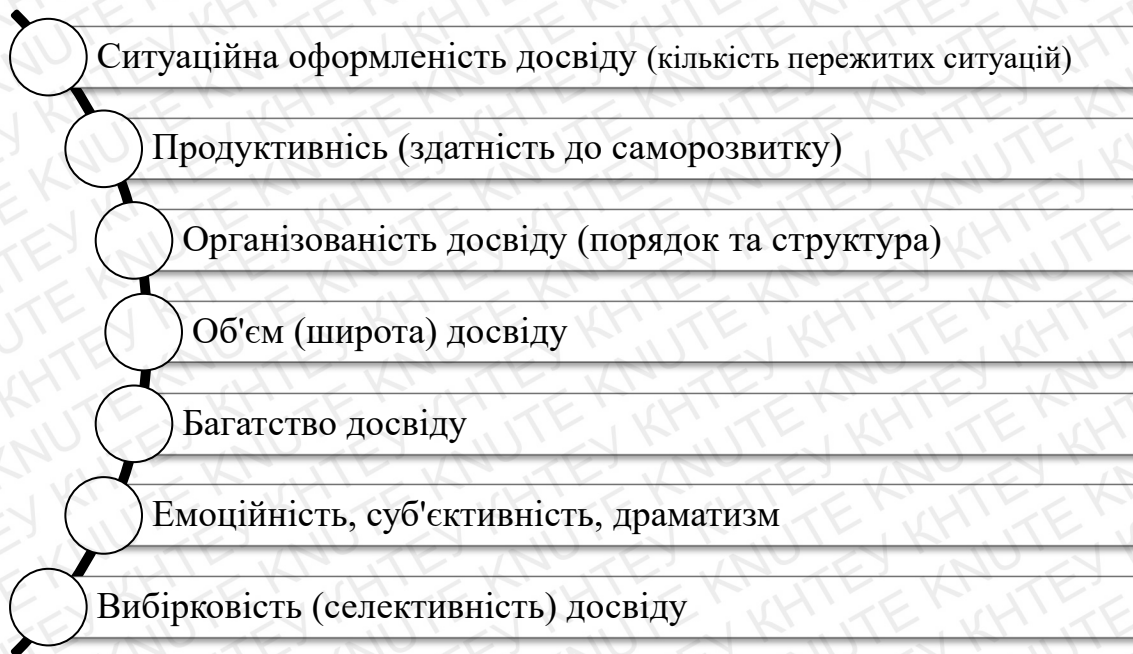 Ситуаційна оформленість досвіду (кількість пережитих ситуацій)
Продуктивнісь (здатність до саморозвитку)
Організованість досвіду (порядок та структура)
Об'єм (широта) досвіду
Багатство досвіду
Емоційність, суб'єктивність, драматизм
Вибірковість (селективність) досвіду